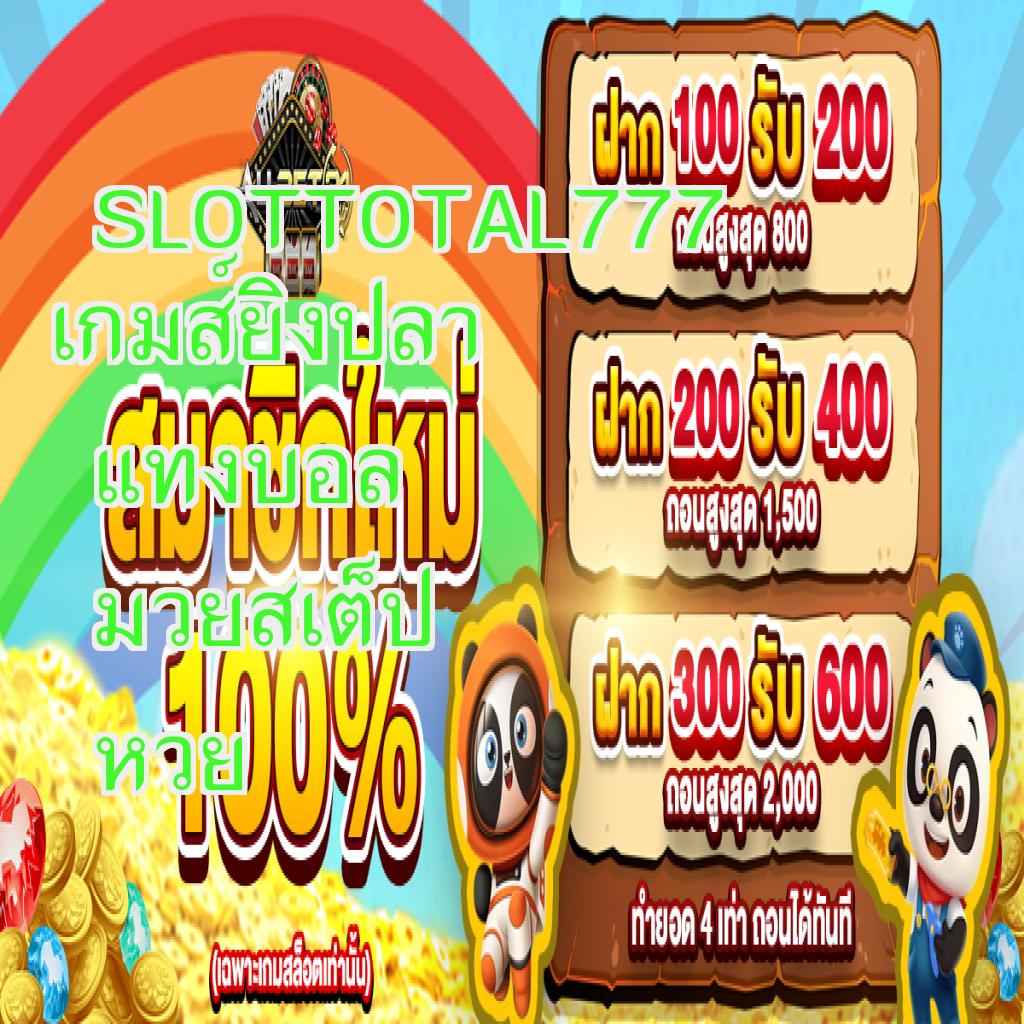 SLOTTOTAL777
เกมส์ยิงปลา
สมาชิกใหม่
แทงบอล
มวยสเต็ป
100%
หวย
(เฉพาะเกมสล็อตเท่านั้น)
ฝาก 100 รับ 200
ถอนสูงสุด 800
ฝาก 200 รับ 400
ถอนสูงสุด 1,500
ฝาก 300 รับ 600
ถอนสูงสุด 2,000
ทำยอด 4 เท่า ถอนได้ทันที